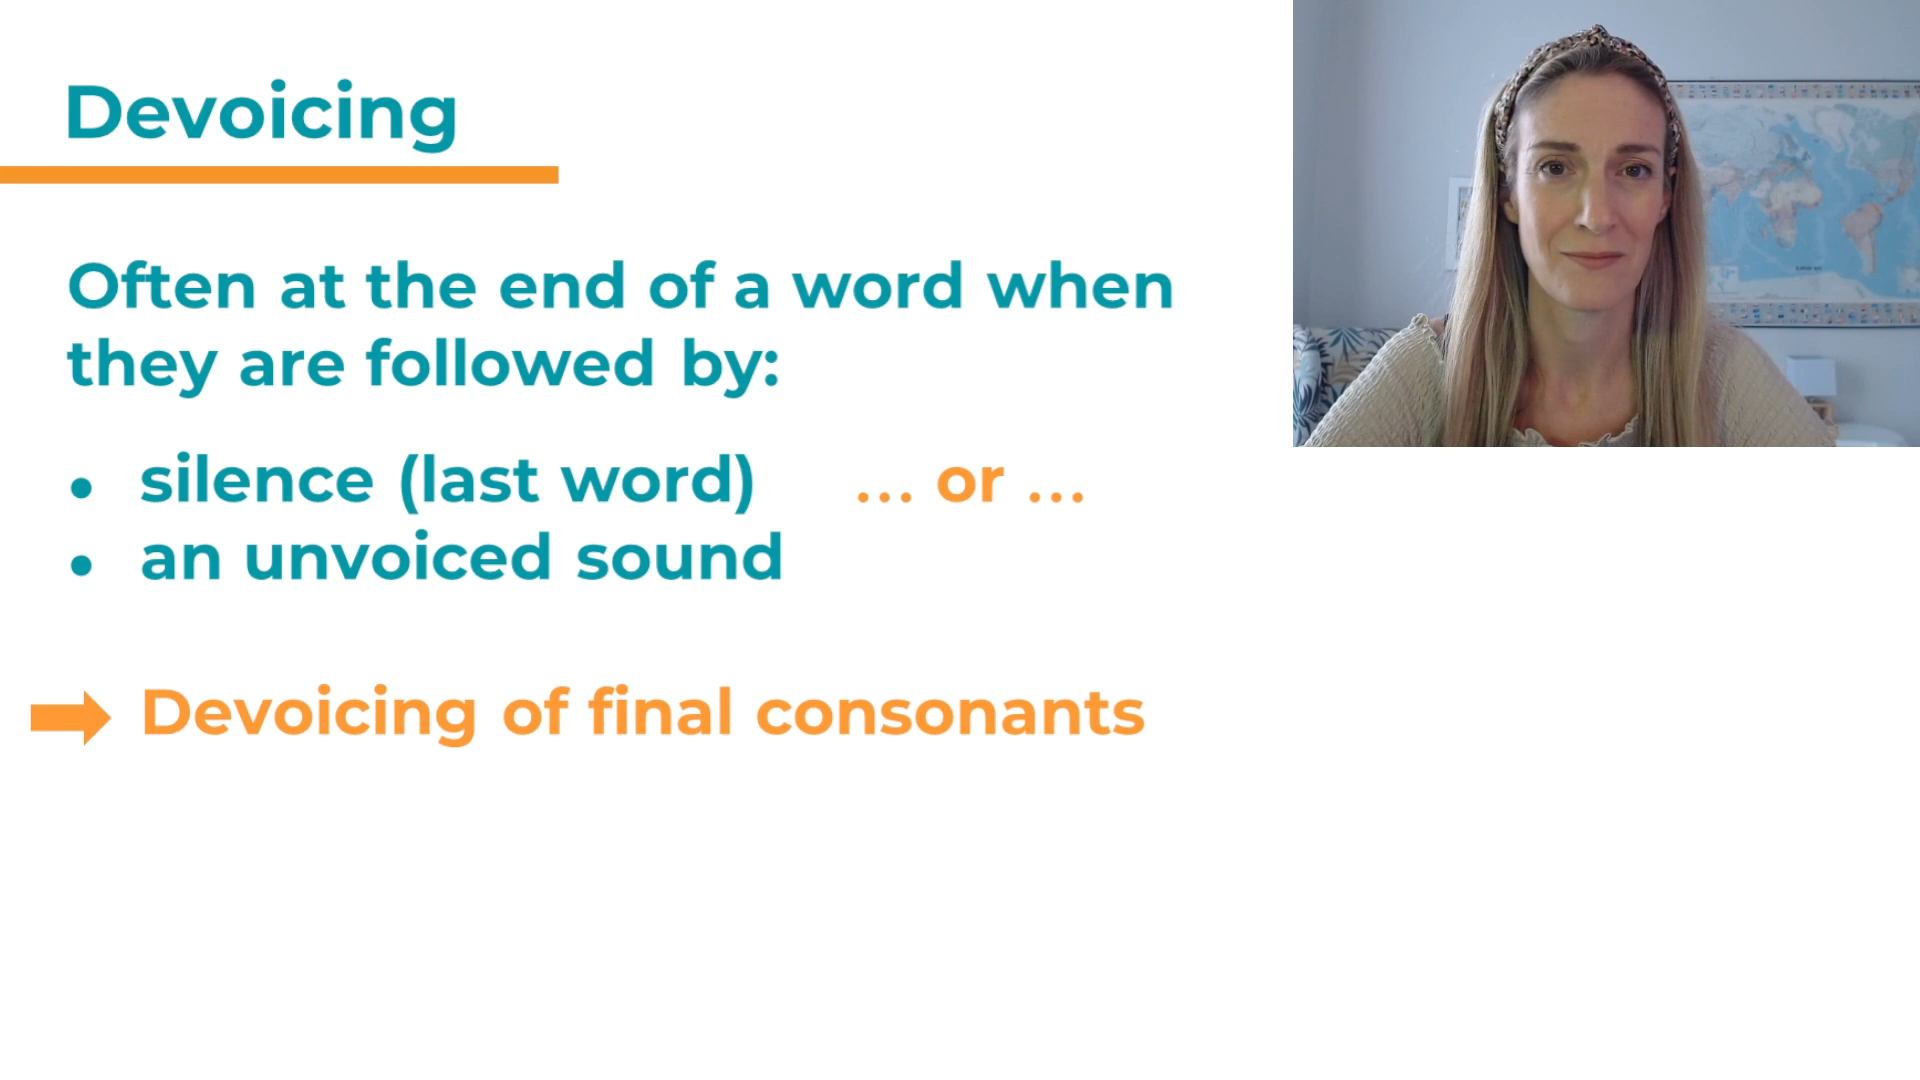 Devoicing
Often at the end of a word when
they are followed by:
• silence (last word) ... or ...
• an unvoiced sound
Devoicing of final consonants